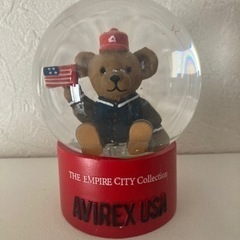 THE EMPIRE CITY Collection
AVIREX USA